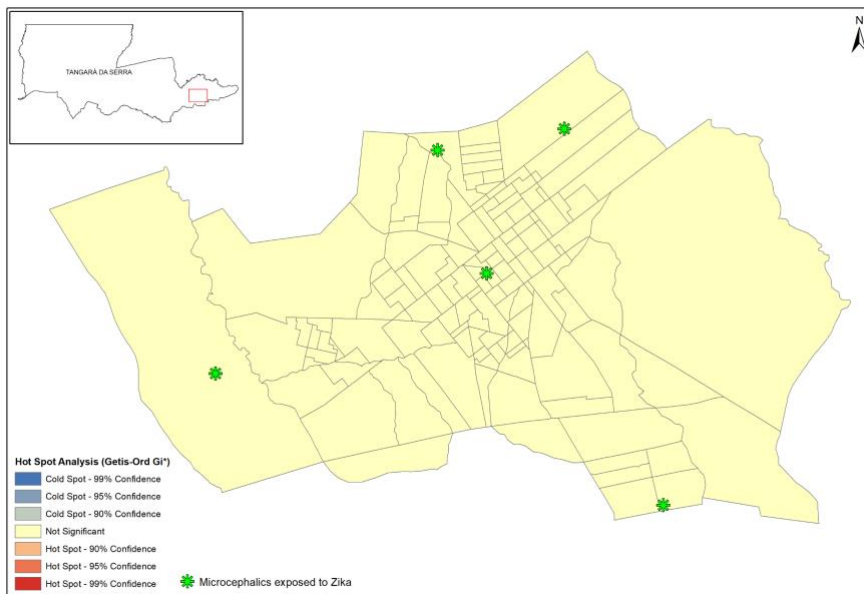 N
TANGARÁ DA SERRA
Hot Spot Analysis (Getis-Ord Gi*)
Cold Spot - 99% Confidence
Cold Spot - 95% Confidence
Cold Spot - 90% Confidence
Not Significant
Hot Spot - 90% Confidence
Hot Spot - 95% Confidence
Hot Spot - 99% Confidence
Microcephalics exposed to Zika